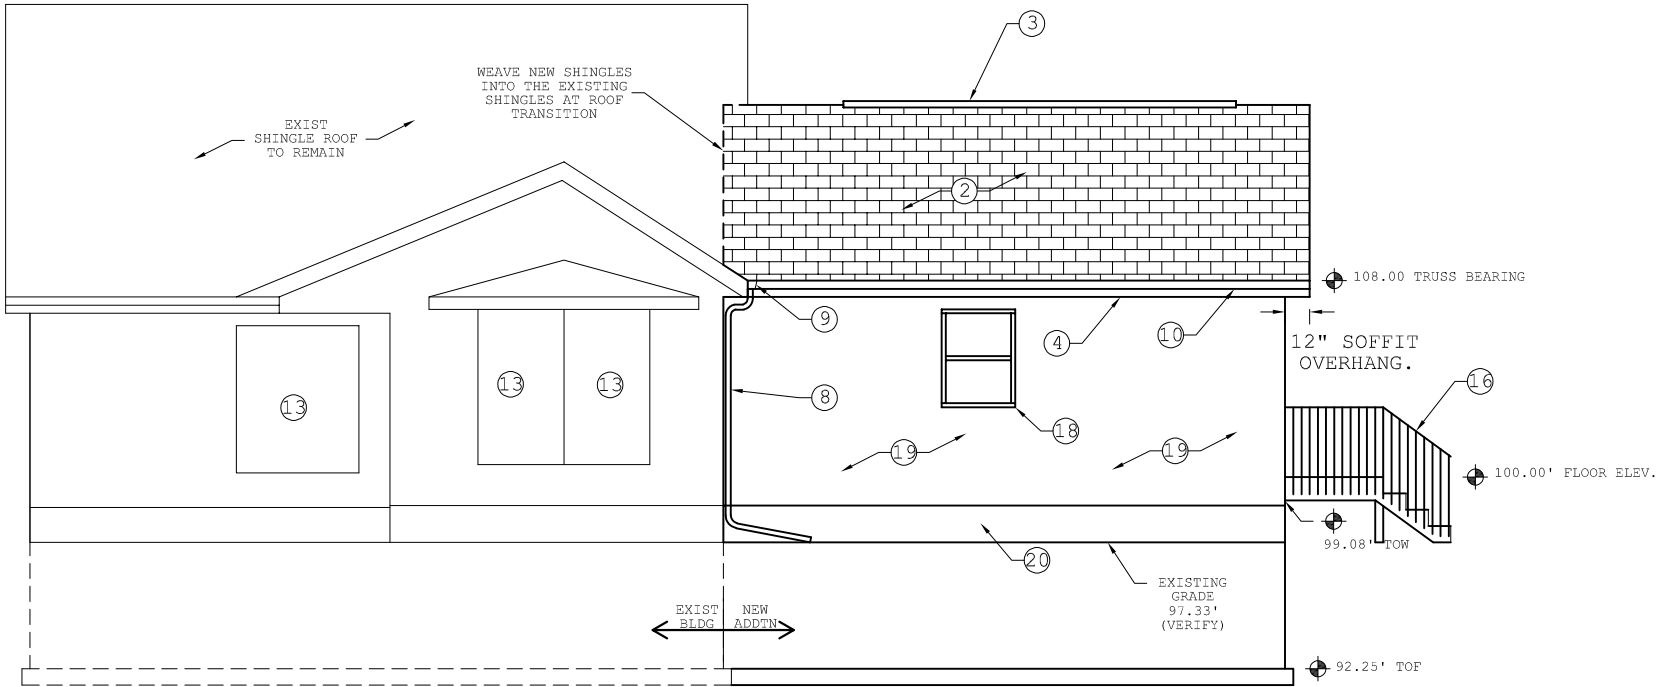 3
WEAVE NEW SHINGLES
INTO THE EXISTING
SHINGLES AT ROOF
TRANSITION
EXIST
SHINGLE ROOF
TO REMAIN
2
108.00 TRUSS BEARING
9
4
10
12" SOFFIT
OVERHANG.
13
13
13
8
16
18
19
19
100.00' FLOOR ELEV.
99.08' TOW
20
EXISTING
GRADE
97.33'
(VERIFY)
EXIST NEW
BLDG ADDTN
92.25' TOF